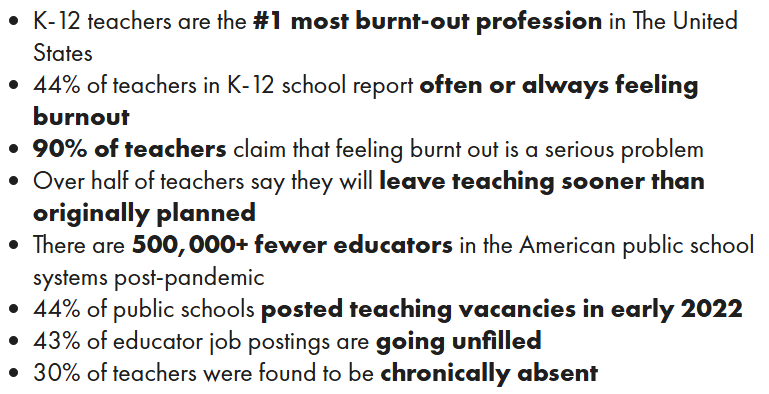 • K-12 teachers are the #1 most burnt-out profession in The United
States
• 44% of teachers in K-12 school report often or always feeling
burnout
• 90% of teachers claim that feeling burnt out is a serious problem
• Over half of teachers say they will leave teaching sooner than
originally planned
• There are 500,000+ fewer educators in the American public school
systems post-pandemic
• 44% of public schools posted teaching vacancies in early 2022
• 43% of educator job postings are going unfilled
• 30% of teachers were found to be chronically absent